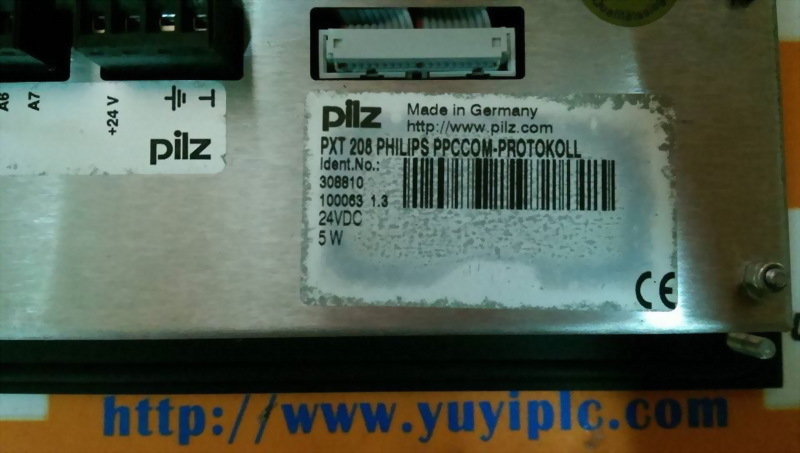 A6
A7
+24 V
pilz
pilz
Made in Germany
http://www.pilz.com
PXT 208 PHILIPS PPCCOM-PROTOKOLL
Ident.No.:
308810
100063 1.3
24VDC
5 W
CE
http://www.yuyiplc.com